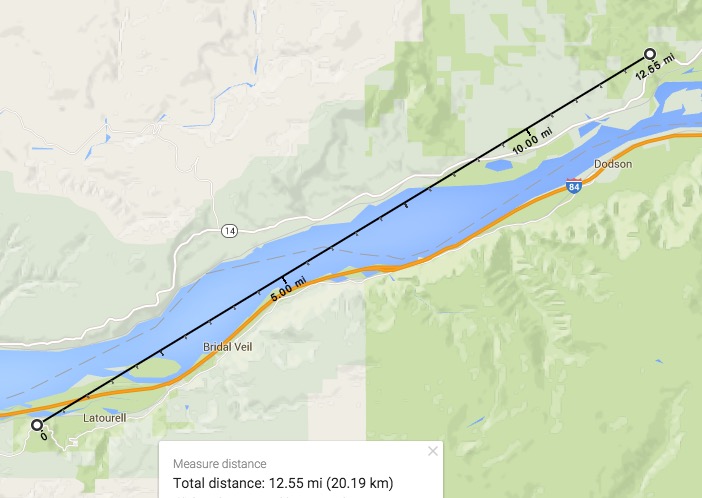 12.55 mi
10.00 mi
Dodson
84
14
5.00 mi
Bridal Veil
Latourell
0
Measure distance
Total distance: 12.55 mi (20.19 km)